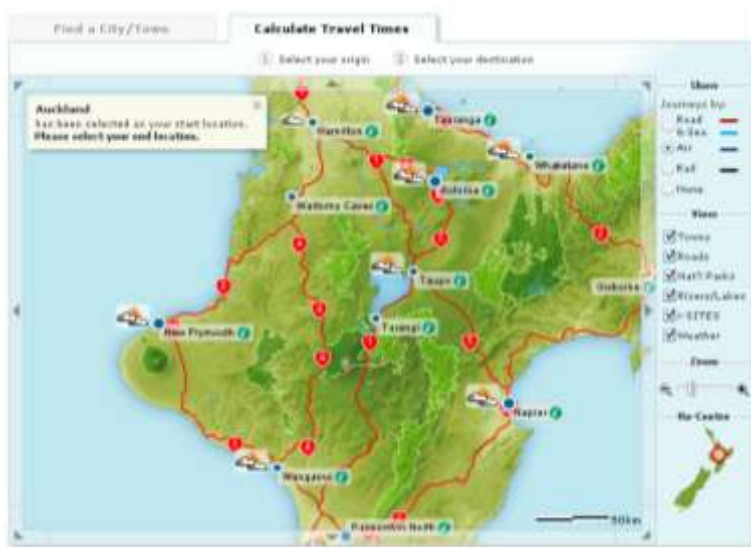 Find a City/Town
Calculate Travel Times
1 Select your origin 2 Select your destination
Auckland
has been selected as your start location.
Please select your end location.
Show
Journeys by:
Road
& Sea
Air
Rail
None
View
Towns
Roads
Nat'l Parks
Rivers/Lakes
i-SITES
Weather
Zoom
Re-Centre
Hamilton
Tauranga
Whakatane
Rotorua
Waitomo Caves
Taupo
Gisborne
New Plymouth
Turangi
Napier
Wanganui
Palmerston North
50km